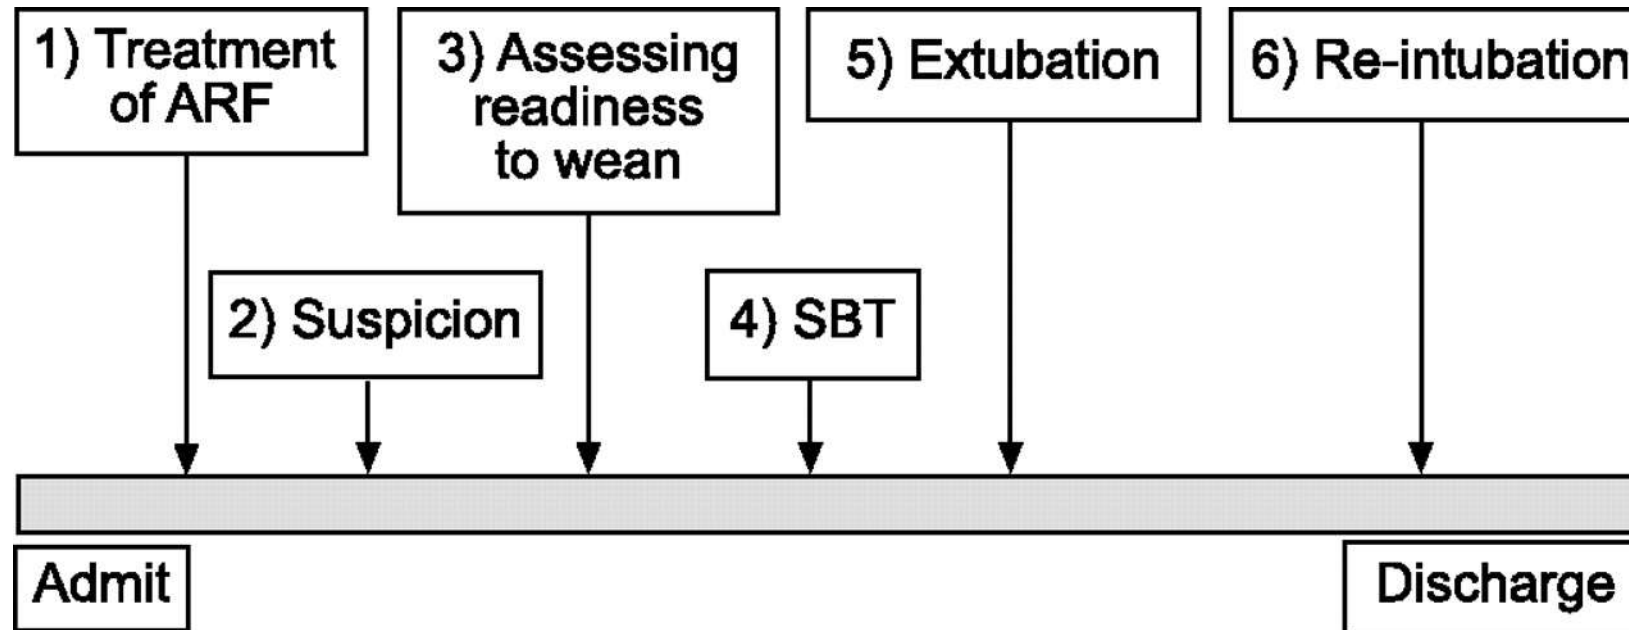 1) Treatment
of ARF
3) Assessing
readiness
to wean
5) Extubation
6) Re-intubation
2) Suspicion
4) SBT
Admit
Discharge